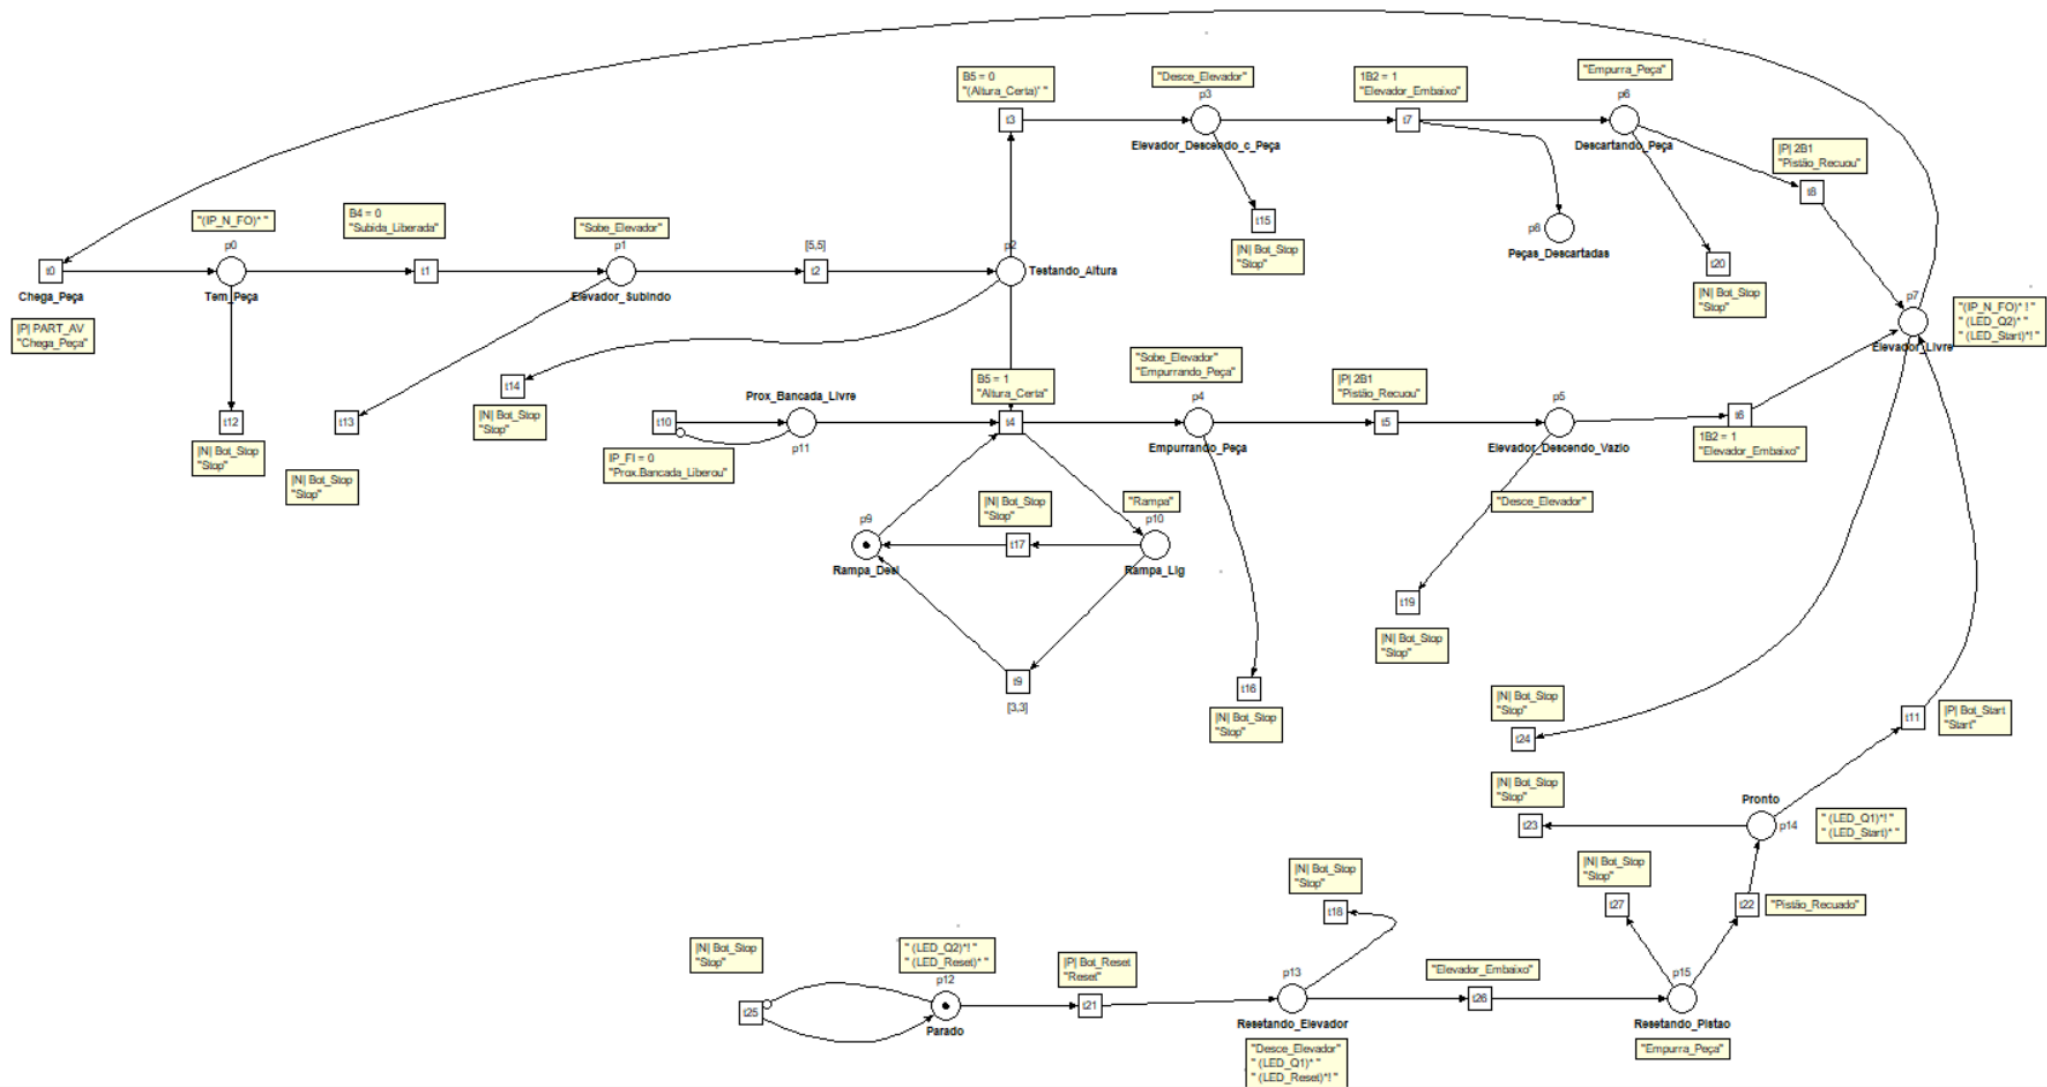 B5 = 0
"(Altura_Certa)' "
t3
"Desce_Elevador"
p3
Elevador_Descendo_c_Peça
1B2 = 1
"Elevador_Embaixo"
t7
"Empurra_Peça"
p6
Descartando_Peça
|P| 2B1
"Pistão_Recuou"
t8
t15
|N| Bot_Stop
"Stop"
p8
Peças_Descartadas
t20
|N| Bot_Stop
"Stop"
t0
Chega_Peça
|P| PART_AV
"Chega_Peça"
"(IP_N_FO)* "
p0
Tem_Peça
B4 = 0
"Subida_Liberada"
t1
"Sobe_Elevador"
p1
Elevador_Subindo
[5,5]
t2
p2
Testando_Altura
p7
Elevador_Livre
"(IP_N_FO)* ! "
" (LED_Q2)* "
" (LED_Start)*! "
t12
|N| Bot_Stop
"Stop"
t13
|N| Bot_Stop
"Stop"
t14
|N| Bot_Stop
"Stop"
Prox_Bancada_Livre
t10
p11
IP_FI = 0
"Prox.Bancada_Liberou"
B5 = 1
"Altura_Certa"
t4
"Sobe_Elevador"
"Empurrando_Peça"
p4
Empurrando_Peça
|P| 2B1
"Pistão_Recuou"
t5
p5
Elevador_Descendo_Vazio
t6
1B2 = 1
"Elevador_Embaixo"
"Desce_Elevador"
p9
Rampa_Desl
|N| Bot_Stop
"Stop"
t17
"Rampa"
p10
Rampa_Lig
t9
[3,3]
t19
|N| Bot_Stop
"Stop"
t16
|N| Bot_Stop
"Stop"
|N| Bot_Stop
"Stop"
t24
t11
|P| Bot_Start
"Start"
|N| Bot_Stop
"Stop"
t23
Pronto
p14
" (LED_Q1)*! "
" (LED_Start)* "
|N| Bot_Stop
"Stop"
t18
|N| Bot_Stop
"Stop"
t27
t22
"Pistão_Recuado"
|N| Bot_Stop
"Stop"
t25
" (LED_Q2)*! "
" (LED_Reset)* "
p12
Parado
|P| Bot_Reset
"Reset"
t21
p13
Resetando_Elevador
"Desce_Elevador"
" (LED_Q1)* "
" (LED_Reset)*! "
"Elevador_Embaixo"
t26
p15
Resetando_Pistao
"Empurra_Peça"